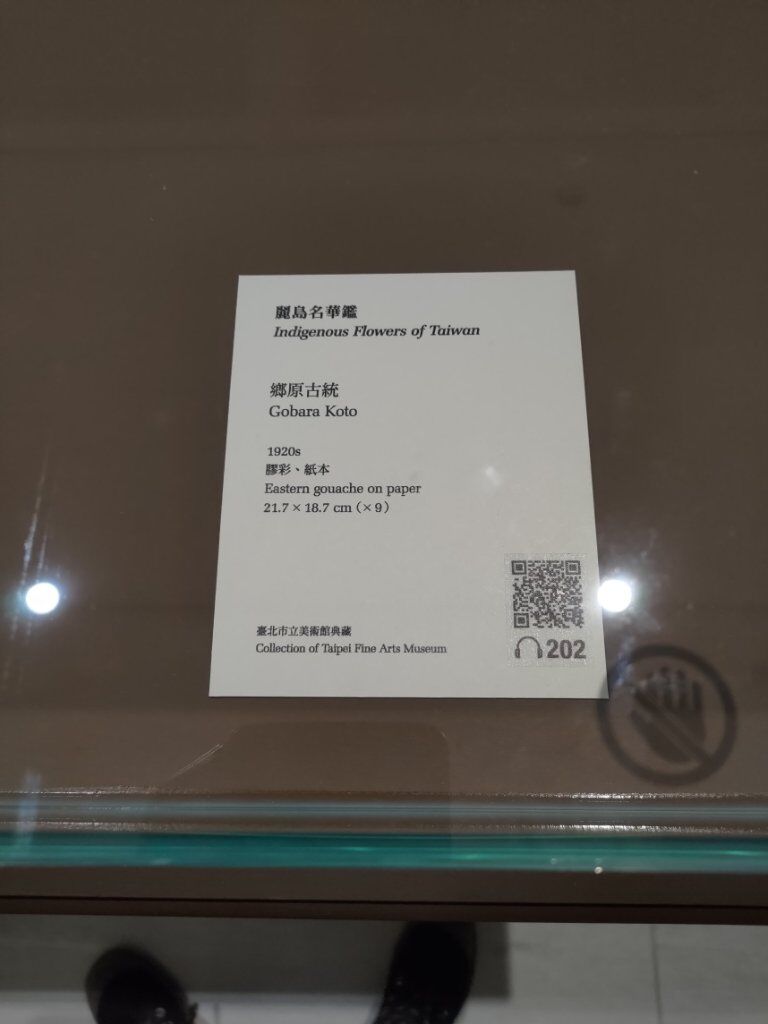 麗島名華鑑
Indigenous Flowers of Taiwan
鄉原古統
Gobara Koto
1920s
膠彩、紙本
Eastern gouache on paper
21.7 × 18.7 cm (× 9)
臺北市立美術館典藏
Collection of Taipei Fine Arts Museum
202